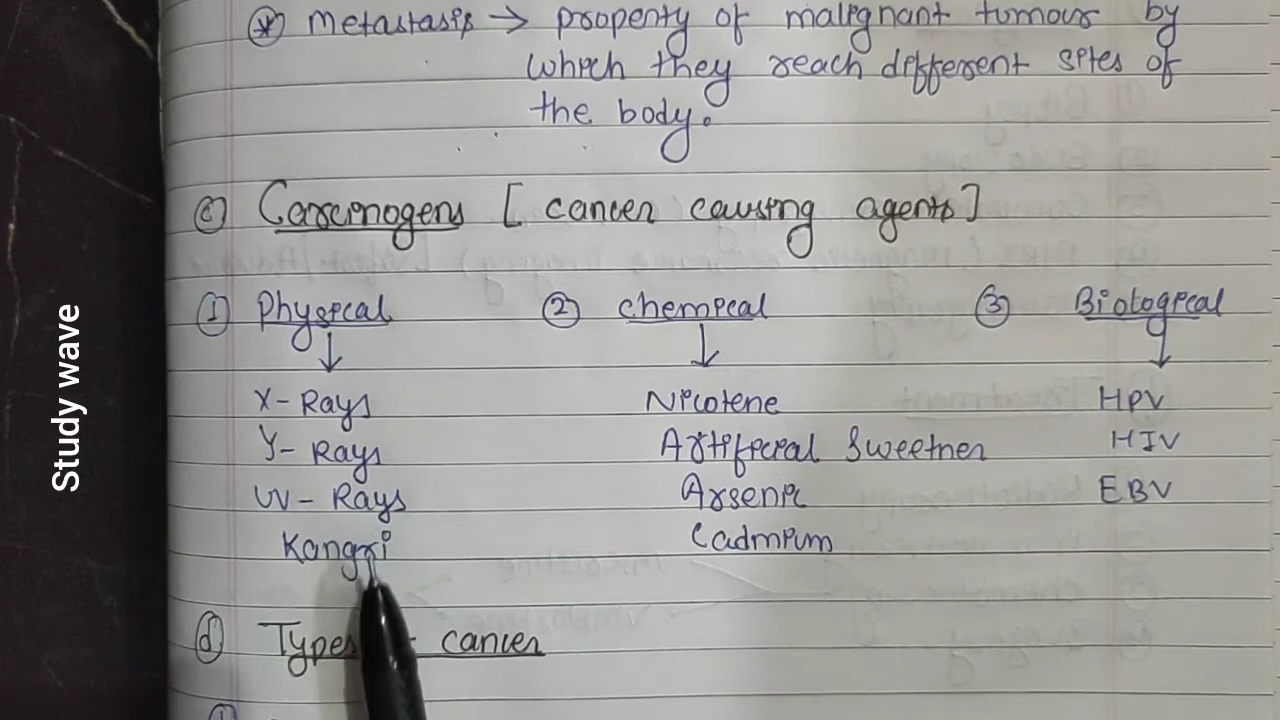 * Metastasis → property of malignant tumour by
which they reach different sites of
the body.
(c) Carcinogens [cancer causing agents]
① Physical ② chemical ③ Biological
↓ ↓ ↓
X-Rays Nicotene HPV
γ-Rays Artificial Sweetner HIV
UV-Rays Arsenic EBV
Kangri Cadmium
(d) Types cancer
Study wave